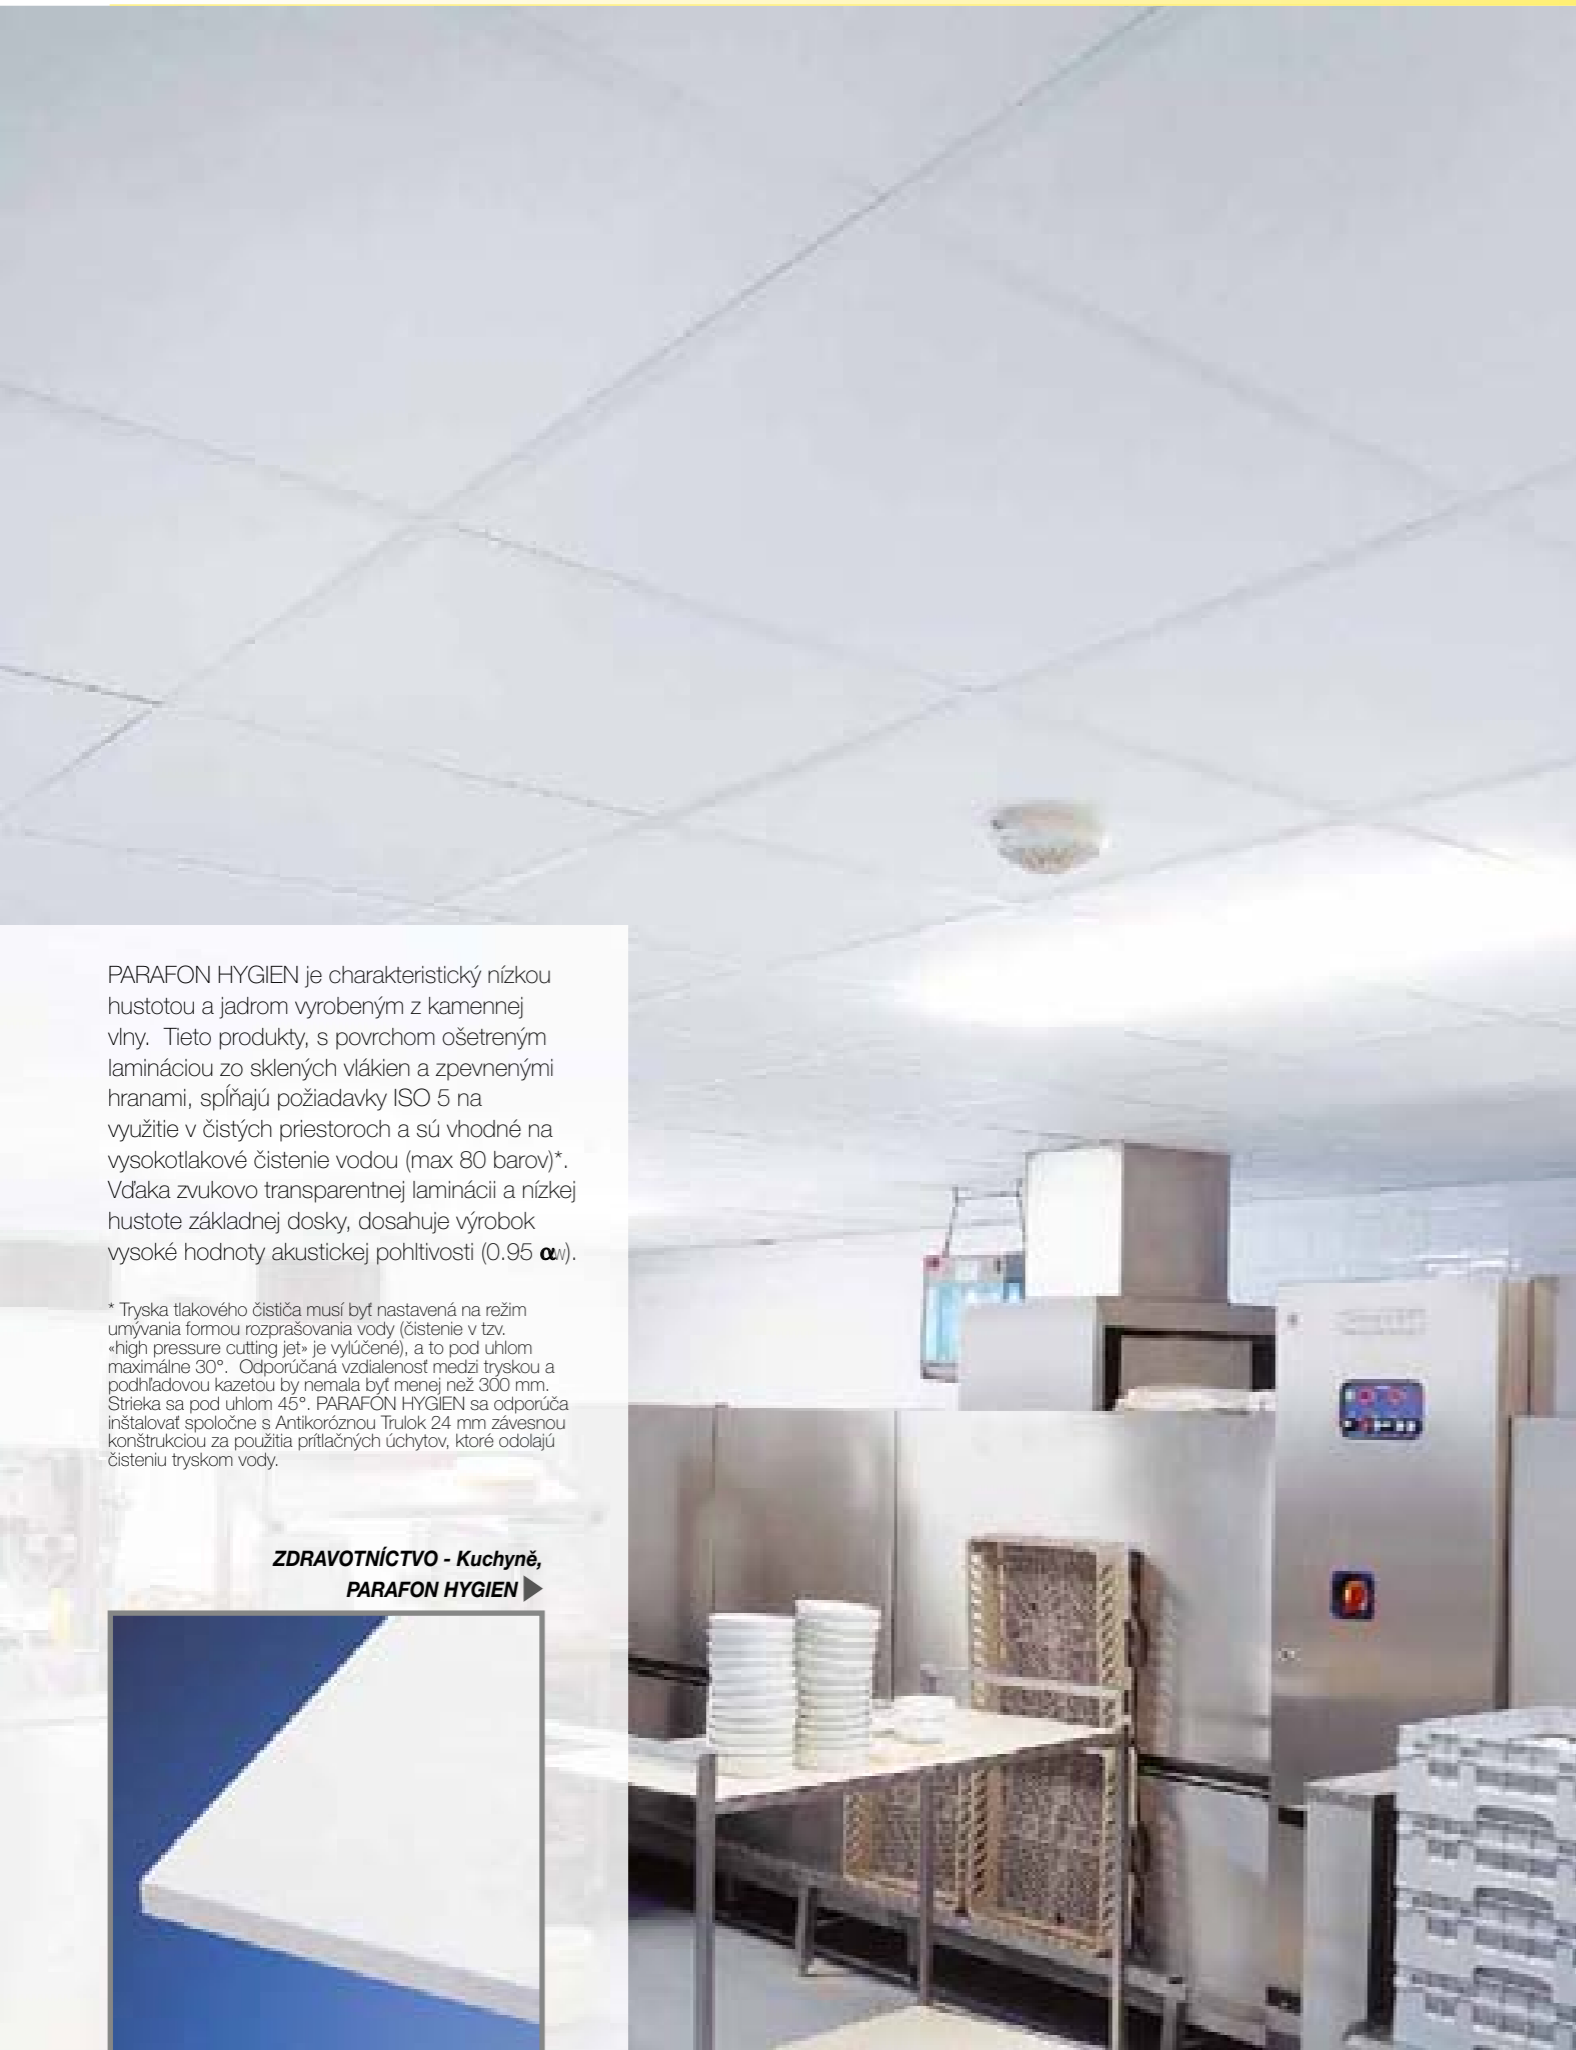 PARAFON HYGIEN je charakteristický nízkou
hustotou a jadrom vyrobeným z kamennej
vlny. Tieto produkty, s povrchom ošetreným
lamináciou zo sklených vlákien a zpevnenými
hranami, spĺňajú požiadavky ISO 5 na
využitie v čistých priestoroch a sú vhodné na
vysokotlakové čistenie vodou (max 80 barov)*.
Vďaka zvukovo transparentnej laminácii a nízkej
hustote základnej dosky, dosahuje výrobok
vysoké hodnoty akustickej pohltivosti (0.95 αw).
* Tryska tlakového čističa musí byť nastavená na režim
umývania formou rozprašovania vody (čistenie v tzv.
«high pressure cutting jet» je vylúčené), a to pod uhlom
maximálne 30°. Odporúčaná vzdialenosť medzi tryskou a
podhľadovou kazetou by nemala byť menej než 300 mm.
Strieka sa pod uhlom 45°. PARAFON HYGIEN sa odporúča
inštalovať spoločne s Antikoróznou Trulok 24 mm závesnou
konštrukciou za použitia prítlačných úchytov, ktoré odolajú
čisteniu tryskom vody.
ZDRAVOTNÍCTVO - Kuchyně,
PARAFON HYGIEN